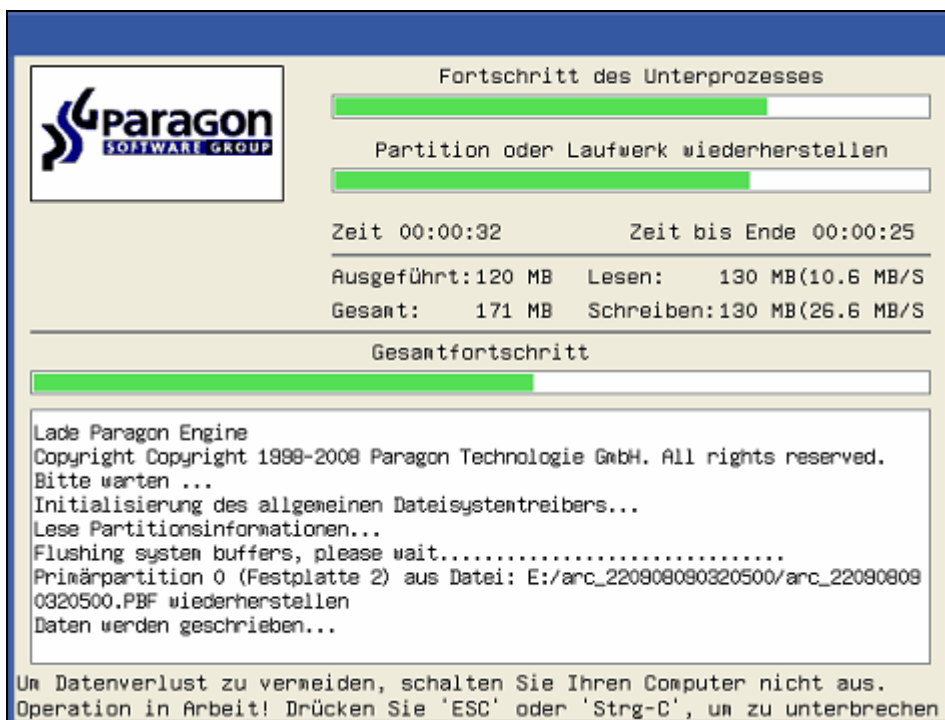 Paragon
SOFTWARE GROUP
Fortschritt des Unterprozesses
Partition oder Laufwerk wiederherstellen
Zeit 00:00:32 Zeit bis Ende 00:00:25
Ausgeführt:120 MB Lesen: 130 MB(10.6 MB/S
Gesamt: 171 MB Schreiben:130 MB(26.6 MB/S
Gesamtfortschritt
Lade Paragon Engine
Copyright Copyright 1998-2008 Paragon Technologie GmbH. All rights reserved.
Bitte warten ...
Initialisierung des allgemeinen Dateisystemtreibers...
Lese Partitionsinformationen...
Flushing system buffers, please wait..............................
Primärpartition 0 (Festplatte 2) aus Datei: E:/arc_220908090320500/arc_22090809
0320500.PBF wiederherstellen
Daten werden geschrieben...
Um Datenverlust zu vermeiden, schalten Sie Ihren Computer nicht aus.
Operation in Arbeit! Drücken Sie 'ESC' oder 'Strg-C', um zu unterbrechen